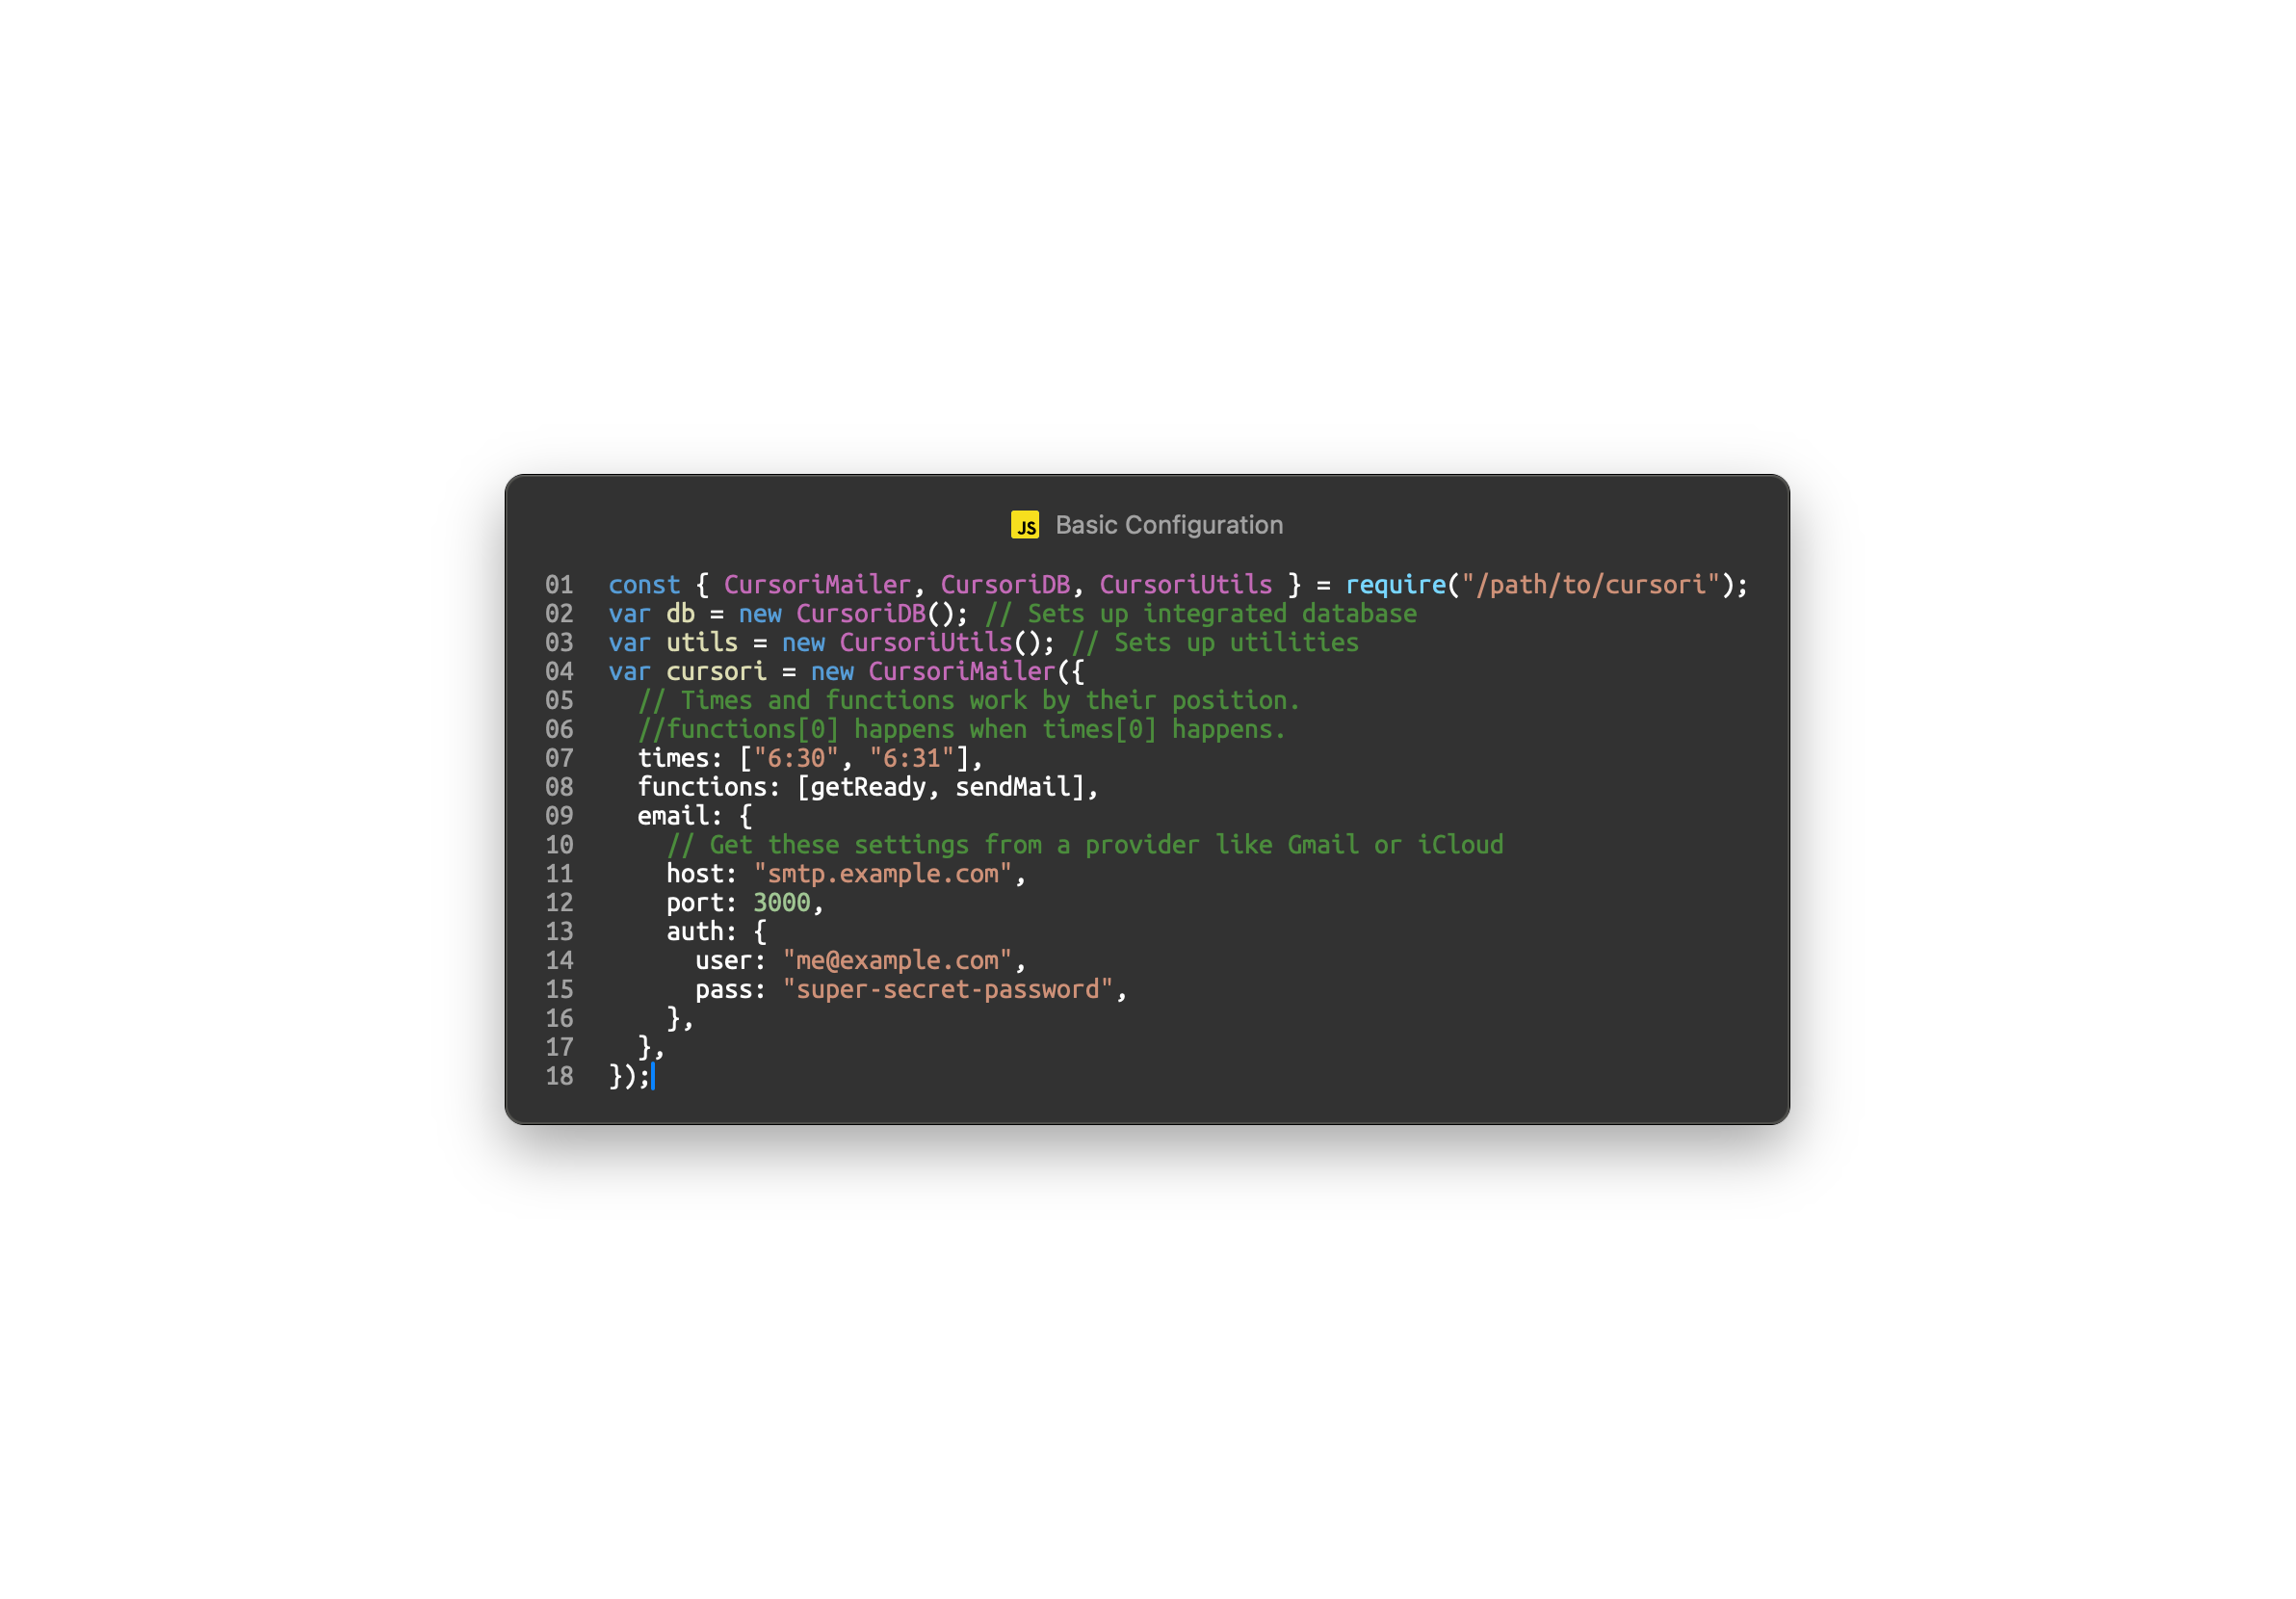 JS Basic Configuration
01 const { CursoriMailer, CursoriDB, CursoriUtils } = require("/path/to/cursori");
02 var db = new CursoriDB(); // Sets up integrated database
03 var utils = new CursoriUtils(); // Sets up utilities
04 var cursori = new CursoriMailer({
05   // Times and functions work by their position.
06   //functions[0] happens when times[0] happens.
07   times: ["6:30", "6:31"],
08   functions: [getReady, sendMail],
09   email: {
10     // Get these settings from a provider like Gmail or iCloud
11     host: "smtp.example.com",
12     port: 3000,
13     auth: {
14       user: "me@example.com",
15       pass: "super-secret-password",
16     },
17   },
18 });